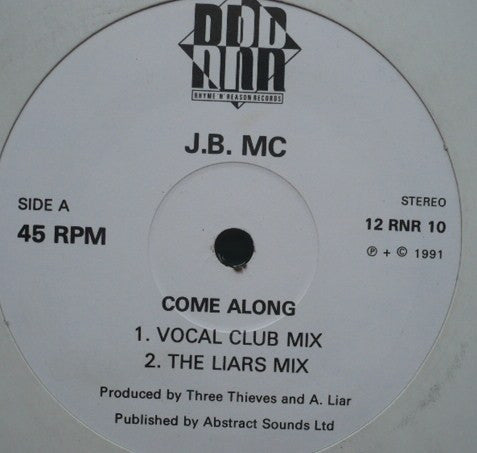 RRR
RHYME 'N' REASON RECORDS
J.B. MC
SIDE A
45 RPM
STEREO
12 RNR 10
℗ + © 1991
COME ALONG
1. VOCAL CLUB MIX
2. THE LIARS MIX
Produced by Three Thieves and A. Liar
Published by Abstract Sounds Ltd